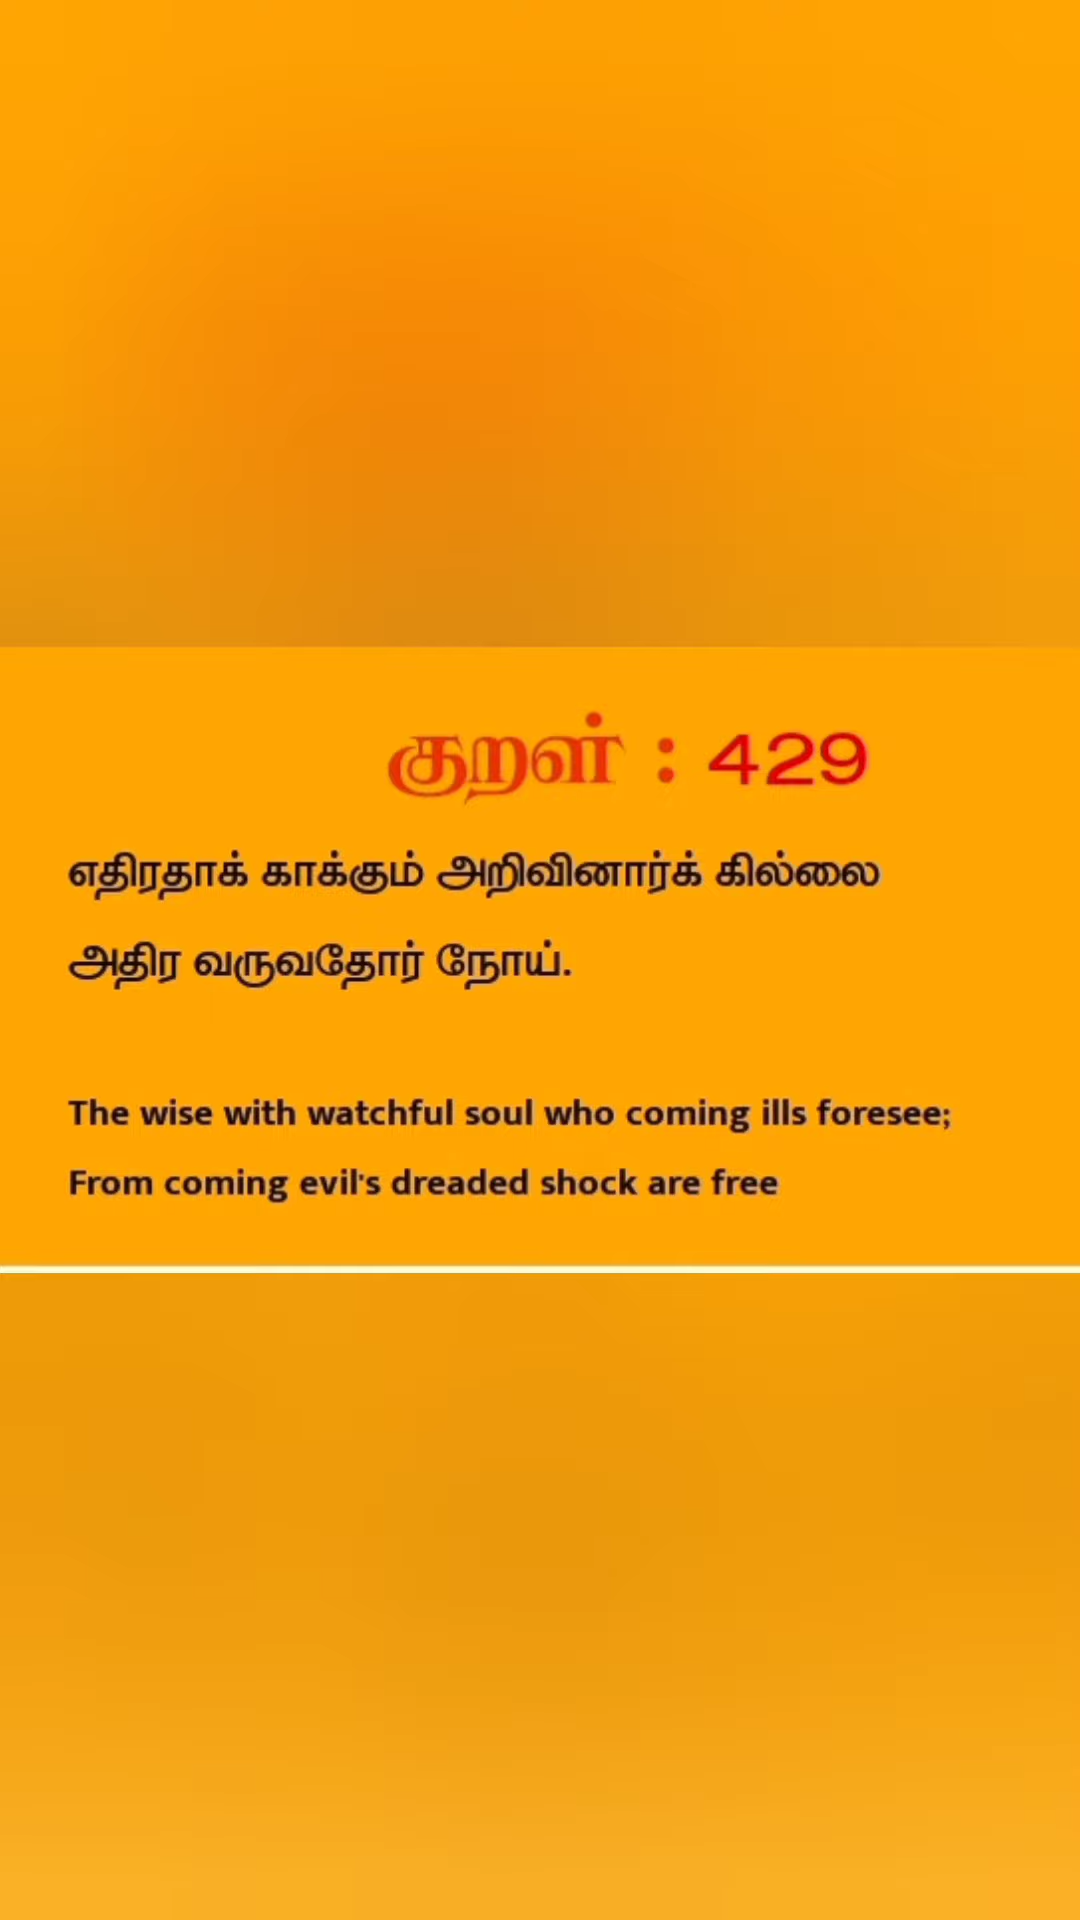 குறள் : 429
எதிரதாக் காக்கும் அறிவினார்க் கில்லை
அதிர வருவதோர் நோய்.
The wise with watchful soul who coming ills foresee;
From coming evil's dreaded shock are free